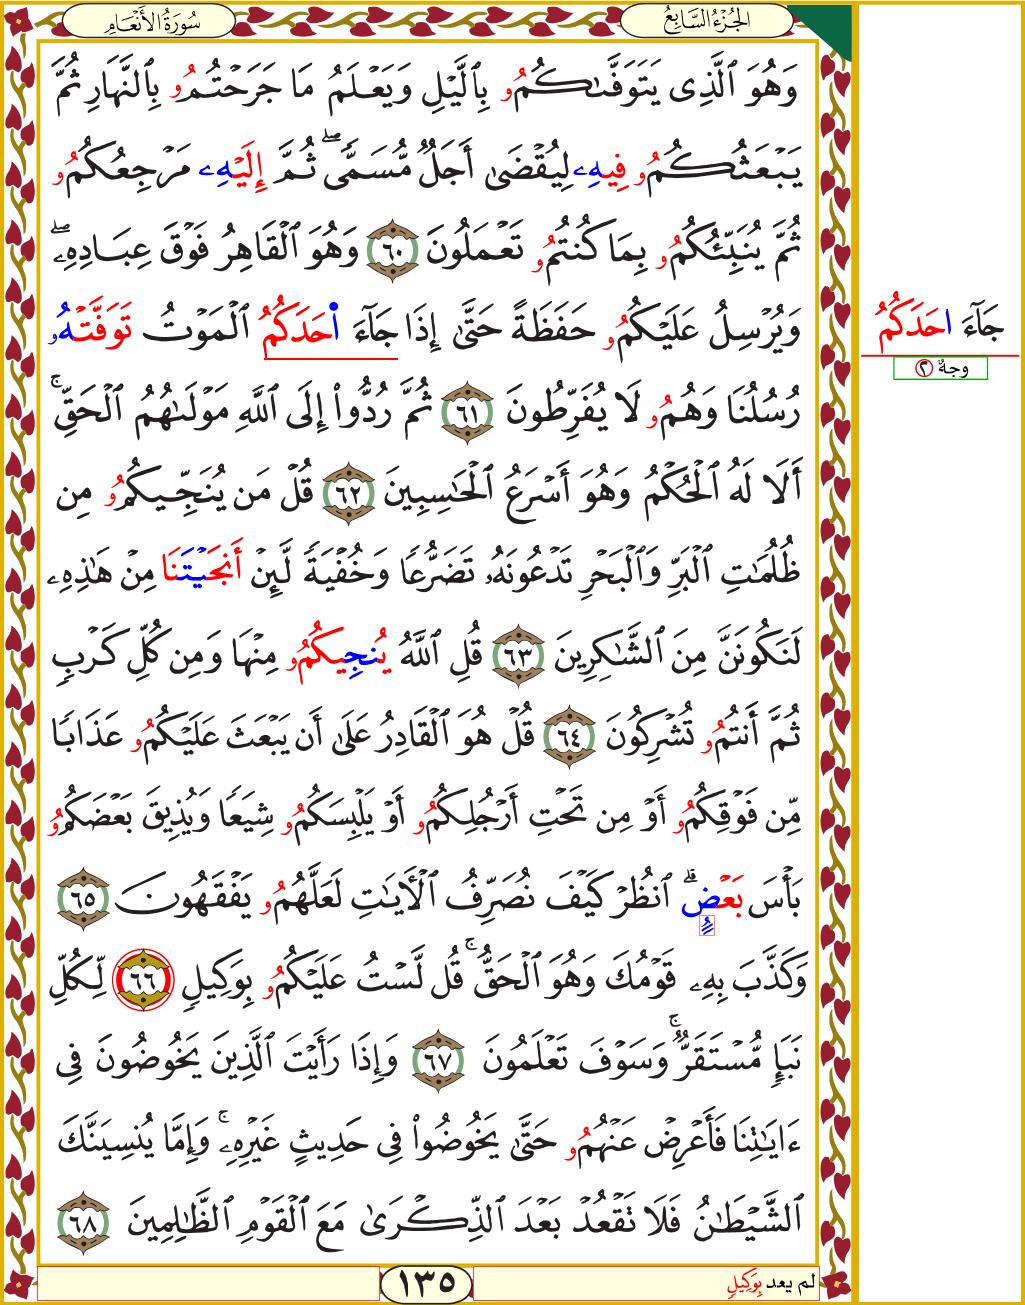 الجُزْءُ السَّابِعُ
سُورَةُ الأَنْعَامِ
وَهُوَ ٱلَّذِى يَتَوَفَّىٰكُمُۥ بِٱلَّيْلِ وَيَعْلَمُ مَا جَرَحْتُمُۥ بِٱلنَّهَارِ ثُمَّ
يَبْعَثُكُمُۥ فِيهِۦ لِيُقْضَىٰٓ أَجَلٌ مُّسَمًّىۖ ثُمَّ إِلَيْهِۦ مَرْجِعُكُمُۥ
ثُمَّ يُنَبِّئُكُمُۥ بِمَا كُنتُمُۥ تَعْمَلُونَ ٦٠ وَهُوَ ٱلْقَاهِرُ فَوْقَ عِبَادِهِۦۖ
وَيُرْسِلُ عَلَيْكُمُۥ حَفَظَةً حَتَّىٰٓ إِذَا جَآءَ ا۬حَدَكُمُ ٱلْمَوْتُ تَوَفَّتْهُۥ
رُسُلُنَا وَهُمُۥ لَا يُفَرِّطُونَ ٦١ ثُمَّ رُدُّوٓا۟ إِلَى ٱللَّهِ مَوْلَىٰهُمُ ٱلْحَقِّۚ
أَلَا لَهُ ٱلْحُكْمُ وَهُوَ أَسْرَعُ ٱلْحَـٰسِبِينَ ٦٢ قُلْ مَن يُنَجِّيكُمُۥ مِن
ظُلُمَـٰتِ ٱلْبَرِّ وَٱلْبَحْرِ تَدْعُونَهُۥ تَضَرُّعًا وَخُفْيَةً لَّئِنْ أَنجَيْتَنَا مِنْ هَـٰذِهِۦ
لَنَكُونَنَّ مِنَ ٱلشَّـٰكِرِينَ ٦٣ قُلِ ٱللَّهُ يُنجِيكُمُۥ مِنْهَا وَمِن كُلِّ كَرْبٍ
ثُمَّ أَنتُمُۥ تُشْرِكُونَ ٦٤ قُلْ هُوَ ٱلْقَادِرُ عَلَىٰٓ أَن يَبْعَثَ عَلَيْكُمُۥ عَذَابًا
مِّن فَوْقِكُمُۥ أَوْ مِن تَحْتِ أَرْجُلِكُمُۥ أَوْ يَلْبِسَكُمُۥ شِيَعًا وَيُذِيقَ بَعْضَكُمُۥ
بَأْسَ بَعْضٍۗ ٱنظُرْ كَيْفَ نُصَرِّفُ ٱلْـَٔايَـٰتِ لَعَلَّهُمُۥ يَفْقَهُونَ ٦٥
وَكَذَّبَ بِهِۦ قَوْمُكَ وَهُوَ ٱلْحَقُّۚ قُل لَّسْتُ عَلَيْكُمُۥ بِوَكِيلٍ ٦٦ لِّكُلِّ
نَبَإٍ مُّسْتَقَرٌّۚ وَسَوْفَ تَعْلَمُونَ ٦٧ وَإِذَا رَأَيْتَ ٱلَّذِينَ يَخُوضُونَ فِىٓ
ءَايَـٰتِنَا فَأَعْرِضْ عَنْهُمُۥ حَتَّىٰ يَخُوضُوا۟ فِى حَدِيثٍ غَيْرِهِۦۚ وَإِمَّا يُنسِيَنَّكَ
ٱلشَّيْطَـٰنُ فَلَا تَقْعُدْ بَعْدَ ٱلذِّكْرَىٰ مَعَ ٱلْقَوْمِ ٱلظَّـٰلِمِينَ ٦٨
جَآءَ احَدَكُمُ
وجهٌ ٢
لم يعد بِوَكِيلٍ
١٣٥